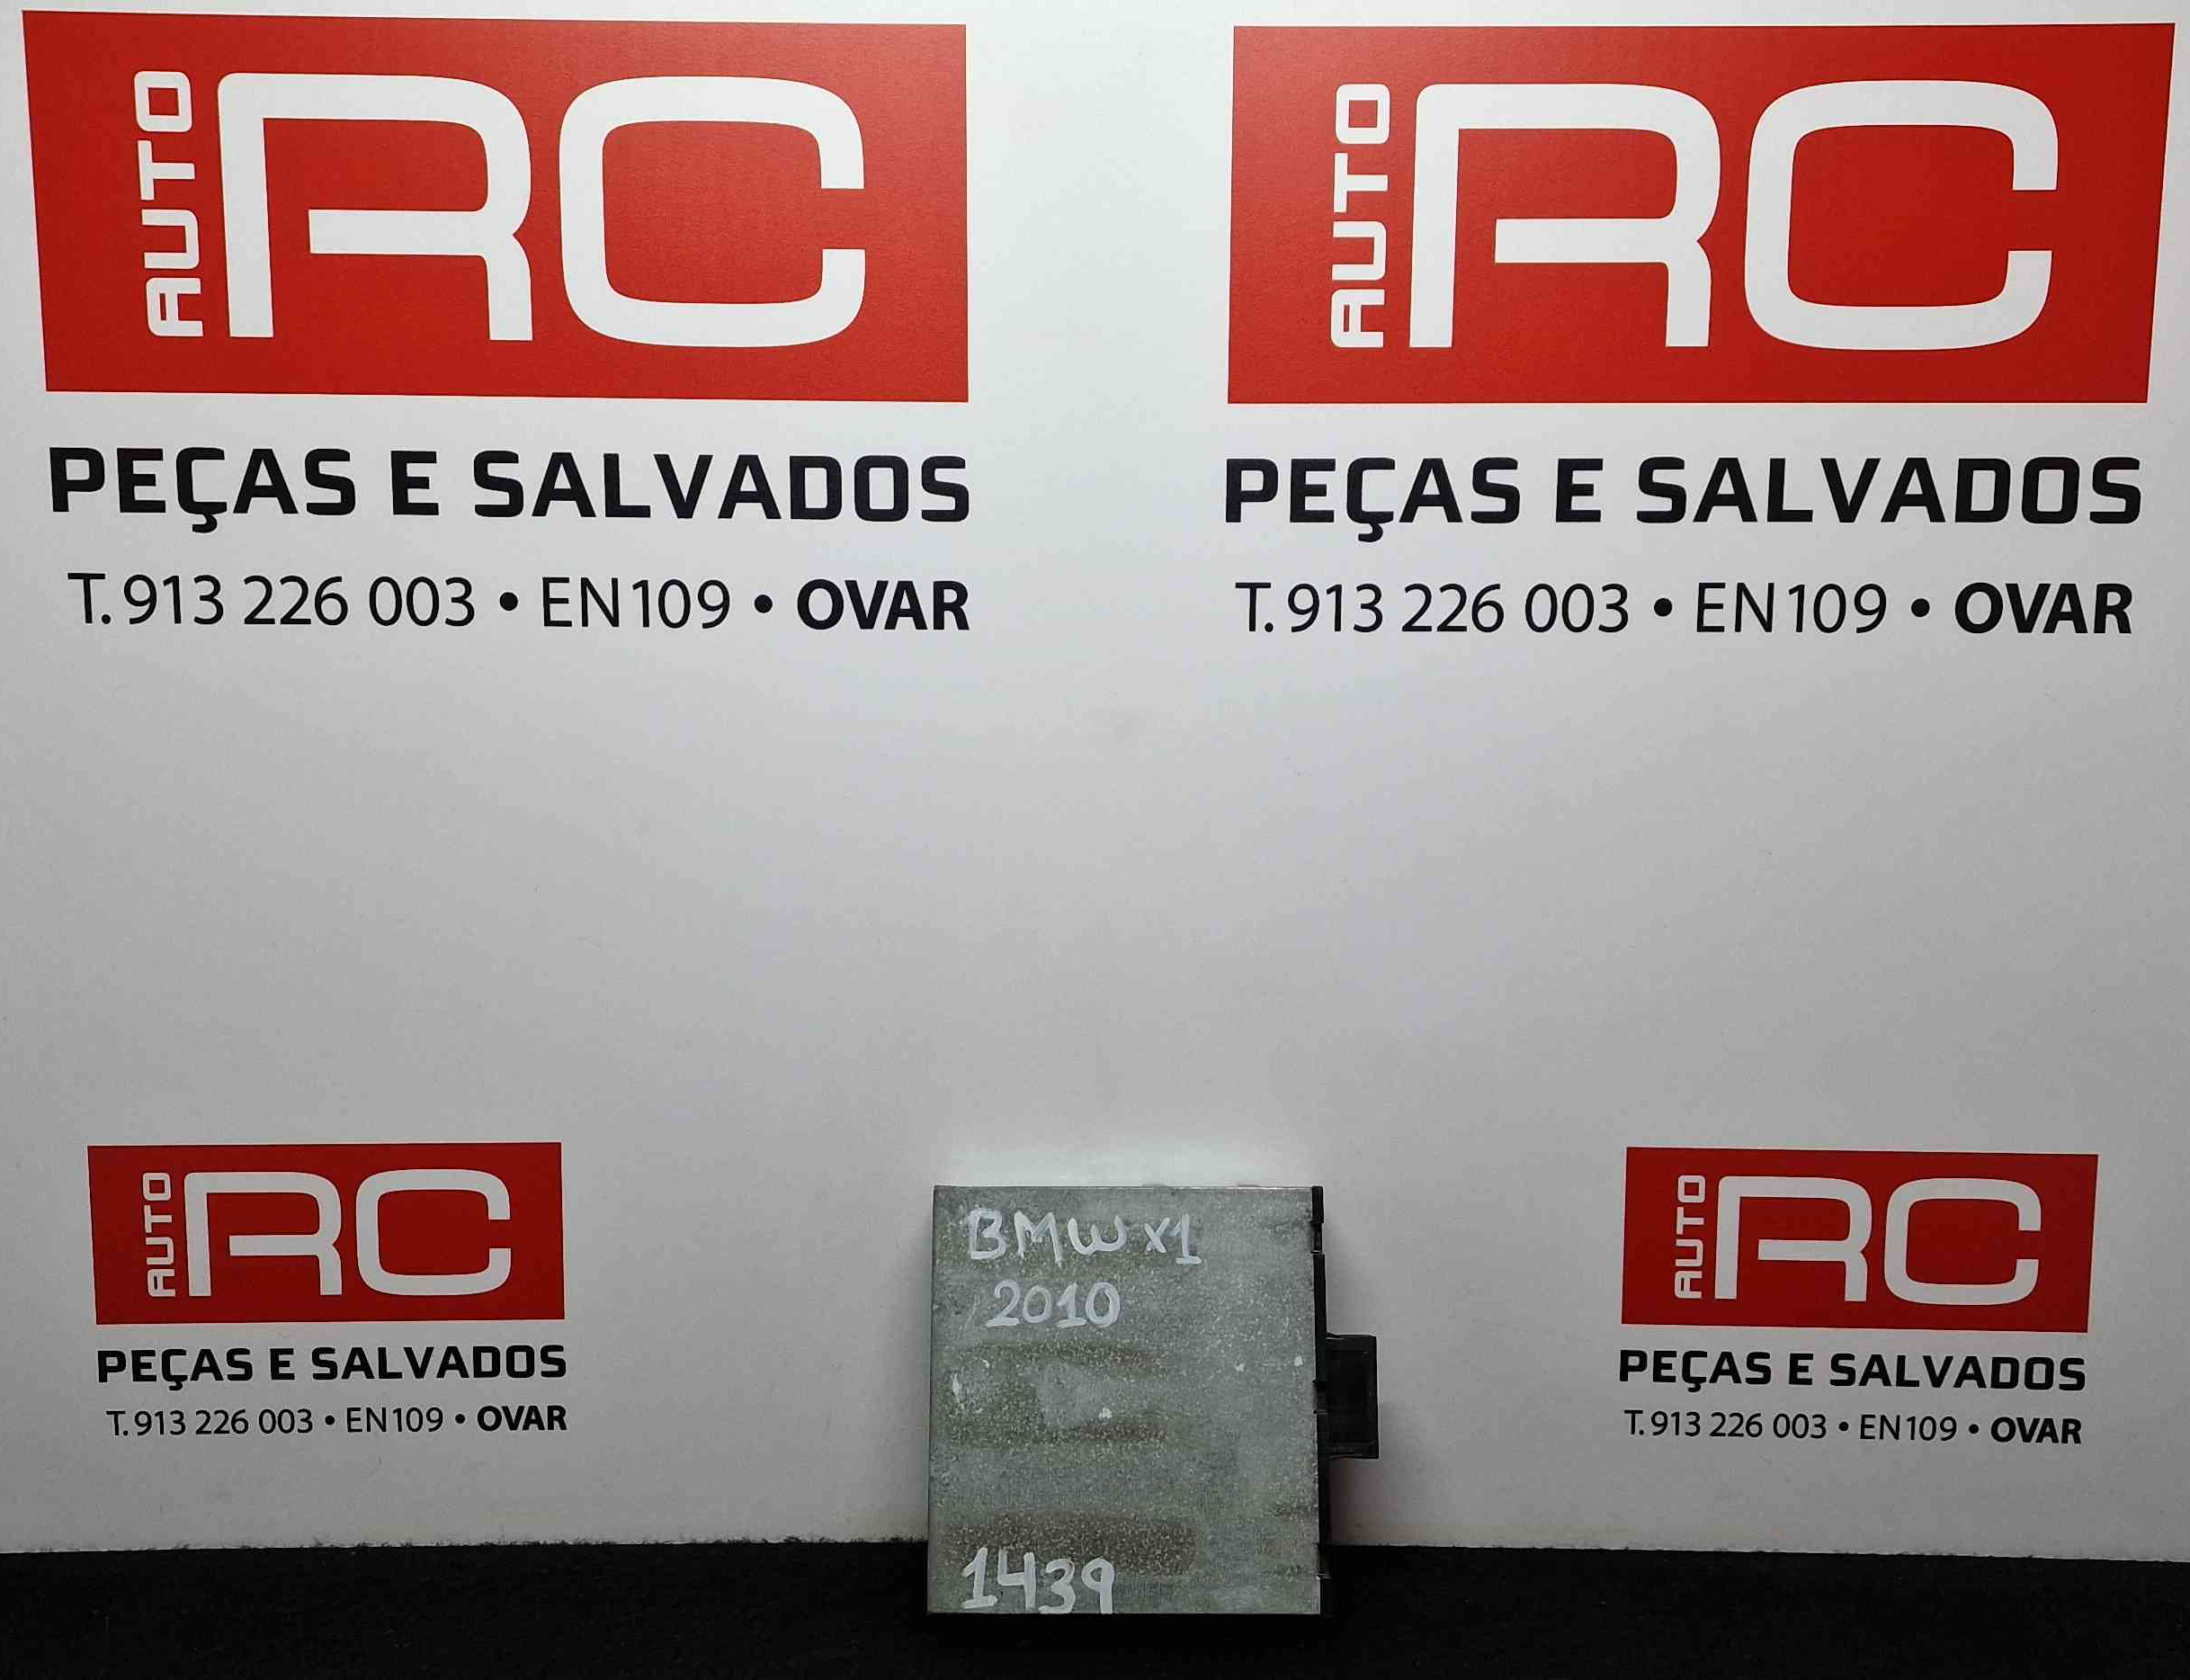 AUTO RC
PEÇAS E SALVADOS
T. 913 226 003 • EN109 • OVAR
AUTO RC
PEÇAS E SALVADOS
T. 913 226 003 • EN109 • OVAR
AUTO RC
PEÇAS E SALVADOS
T. 913 226 003 • EN109 • OVAR
BMW X1
2010
1439
AUTO RC
PEÇAS E SALVADOS
T. 913 226 003 • EN109 • OVAR